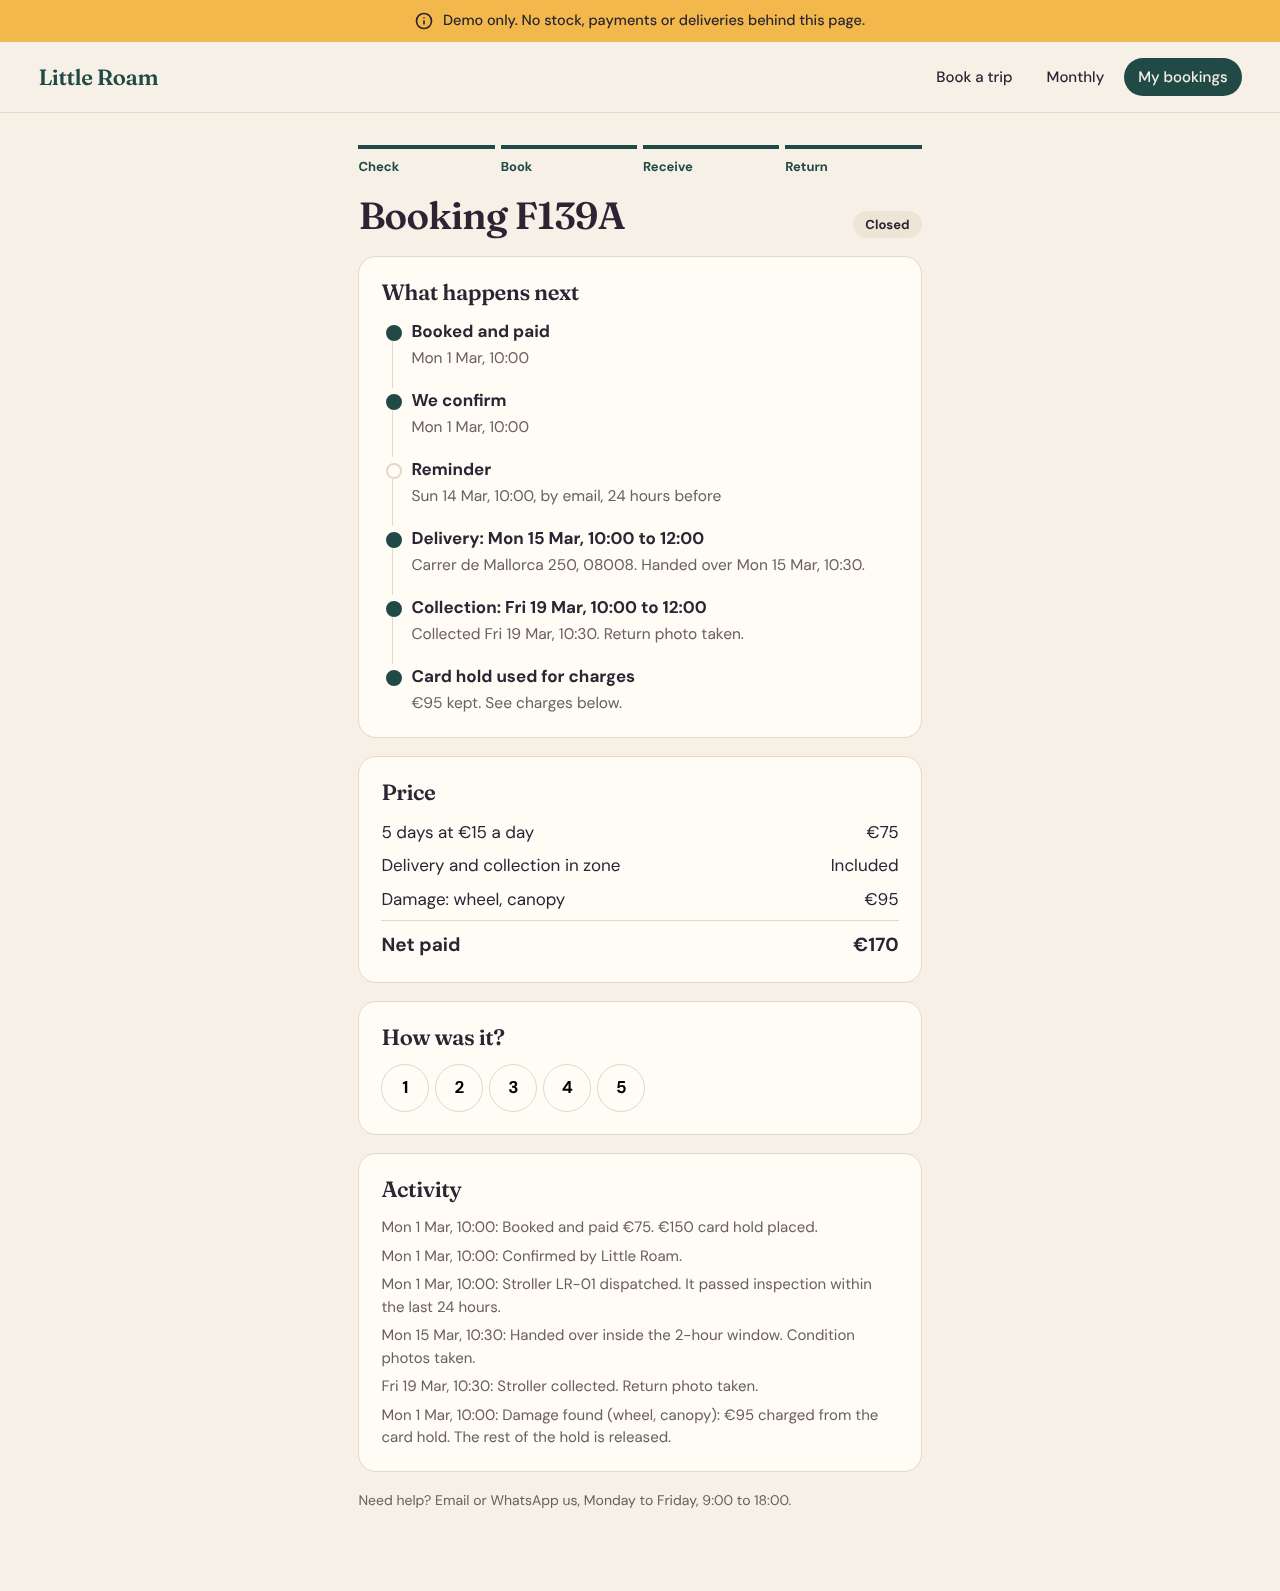 Demo only. No stock, payments or deliveries behind this page.
Little Roam
Book a trip
Monthly
My bookings
Check
Book
Receive
Return
Booking F139A
Closed
What happens next
Booked and paid
Mon 1 Mar, 10:00
We confirm
Mon 1 Mar, 10:00
Reminder
Sun 14 Mar, 10:00, by email, 24 hours before
Delivery: Mon 15 Mar, 10:00 to 12:00
Carrer de Mallorca 250, 08008. Handed over Mon 15 Mar, 10:30.
Collection: Fri 19 Mar, 10:00 to 12:00
Collected Fri 19 Mar, 10:30. Return photo taken.
Card hold used for charges
€95 kept. See charges below.
Price
5 days at €15 a day €75
Delivery and collection in zone Included
Damage: wheel, canopy €95
Net paid €170
How was it?
1 2 3 4 5
Activity
Mon 1 Mar, 10:00: Booked and paid €75. €150 card hold placed.
Mon 1 Mar, 10:00: Confirmed by Little Roam.
Mon 1 Mar, 10:00: Stroller LR-01 dispatched. It passed inspection within
the last 24 hours.
Mon 15 Mar, 10:30: Handed over inside the 2-hour window. Condition
photos taken.
Fri 19 Mar, 10:30: Stroller collected. Return photo taken.
Mon 1 Mar, 10:00: Damage found (wheel, canopy): €95 charged from the
card hold. The rest of the hold is released.
Need help? Email or WhatsApp us, Monday to Friday, 9:00 to 18:00.